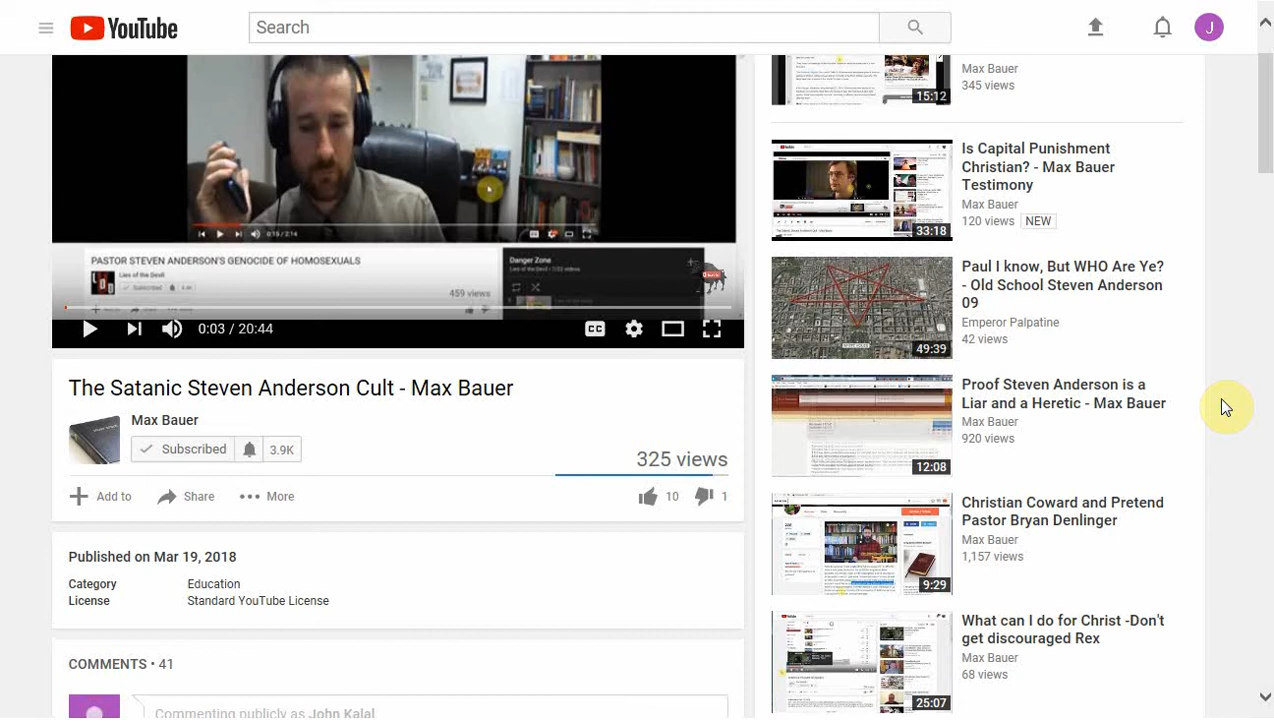 YouTube
Search
J
0:15 / 2:14
PASTOR STEVEN ANDERSON'S GENOCIDE OF HOMOSEXUALS
Lies of the Devil
Subscribed
459 views
Danger Zone
0:03 / 20:44
CC
The Satanic Steven Anderson Cult - Max Bauer
Max Bauer
Subscribed
3.9K
325 views
Add to
Share
More
10
1
Published on Mar 19, 2018
Category
Education
License
Standard YouTube License
COMMENTS • 41
Max Bauer
345 views
15:12
Is Capital Punishment
Christian? - Max Bauer
Testimony
Max Bauer
120 views NEW
33:18
Paul I know, But WHO Are Ye?
- Old School Steven Anderson
09
Emperor Palpatine
42 views
49:39
Proof Steven Anderson is a
Liar and a Heretic - Max Bauer
Max Bauer
920 views
12:08
Christian Coward and Pretend
Pastor Bryan Denlinger
Max Bauer
1,157 views
9:29
What can I do for Christ -Don't
get discouraged Rex
Max Bauer
68 views
25:07